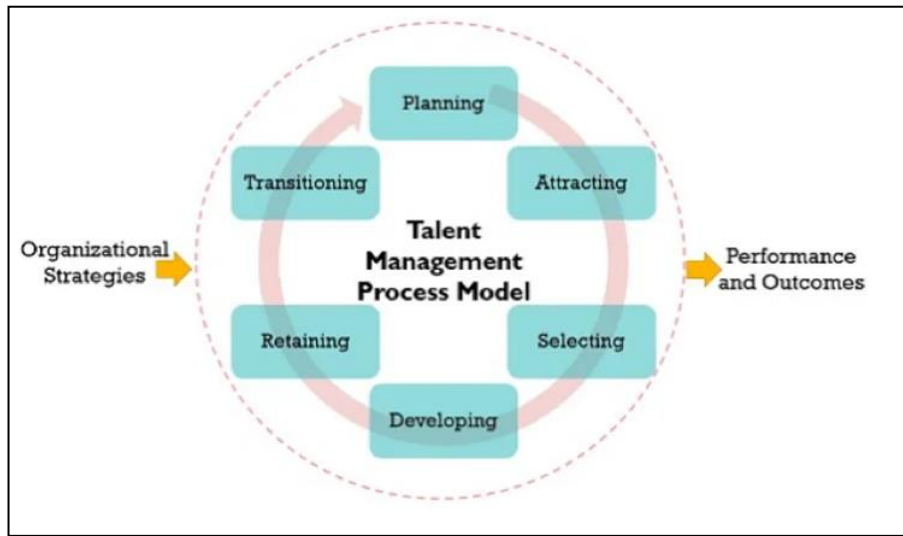 Planning
Transitioning
Attracting
Talent
Management
Process Model
Organizational
Strategies
Performance
and Outcomes
Retaining
Selecting
Developing